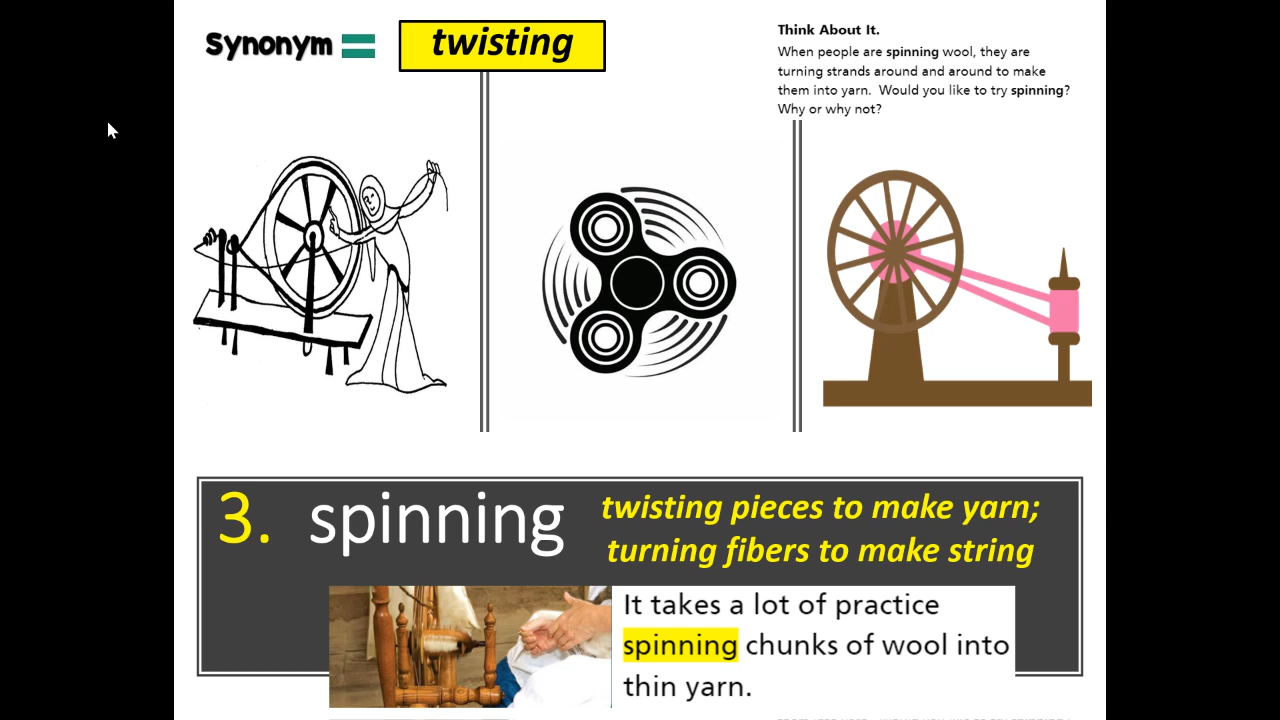 Synonym =
twisting
Think About It.
When people are spinning wool, they are
turning strands around and around to make
them into yarn. Would you like to try spinning?
Why or why not?
3. spinning
twisting pieces to make yarn;
turning fibers to make string
It takes a lot of practice
spinning chunks of wool into
thin yarn.